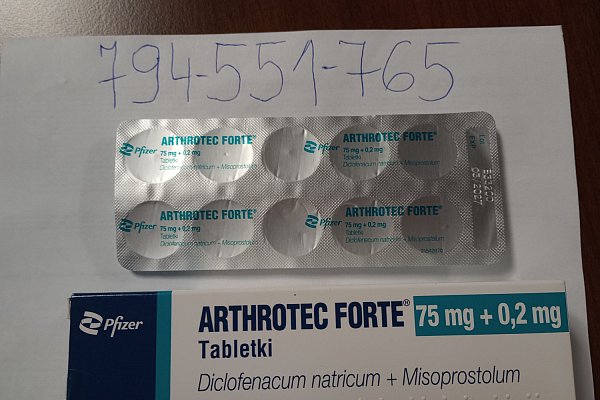 794-551-765
Pfizer ARTHROTEC FORTE®
75 mg + 0,2 mg
Tabletki
Diclofenacum natricum + Misoprostolum
Pfizer ARTHROTEC FORTE®
75 mg + 0,2 mg
Tabletki
Diclofenacum natricum + Misoprostolum
Lot
EXP
Pfizer ARTHROTEC FORTE®
75 mg + 0,2 mg
Tabletki
Diclofenacum natricum + Misoprostolum
Pfizer ARTHROTEC FORTE®
75 mg + 0,2 mg
Tabletki
Diclofenacum natricum + Misoprostolum
Pfizer ARTHROTEC FORTE® 75 mg + 0,2 mg
Tabletki
Diclofenacum natricum + Misoprostolum